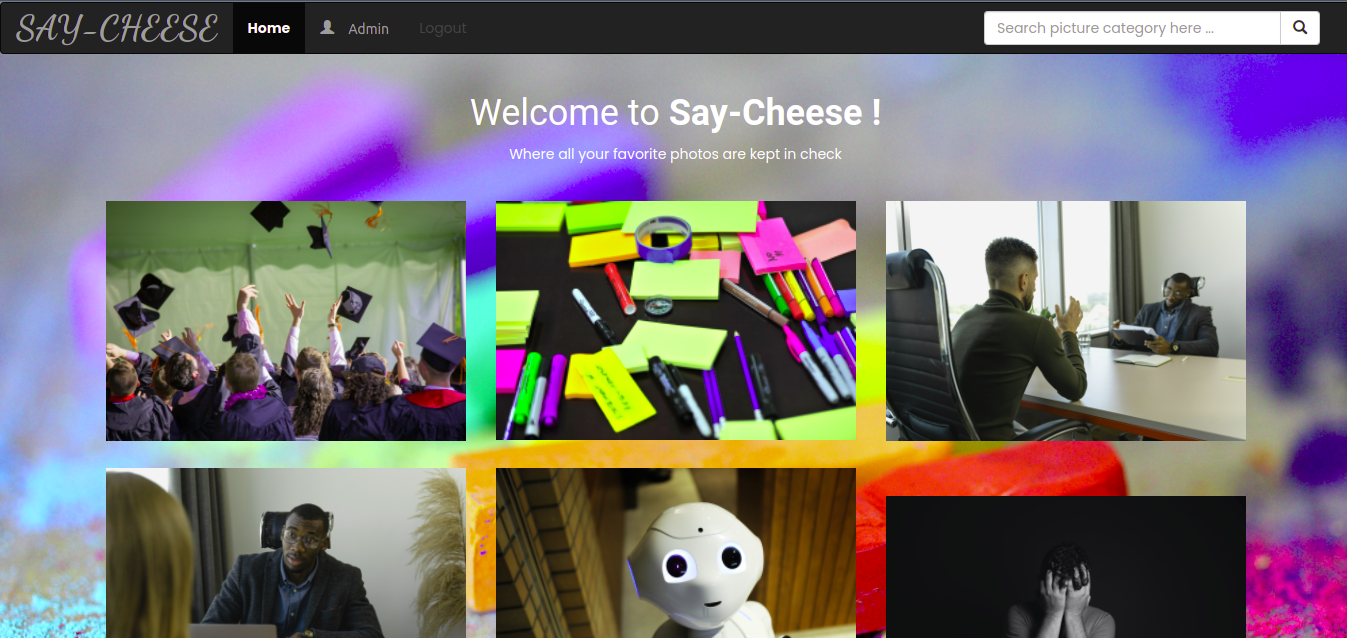 SAY-CHEESE Home Admin Logout Search picture category here ...
Welcome to Say-Cheese !
Where all your favorite photos are kept in check